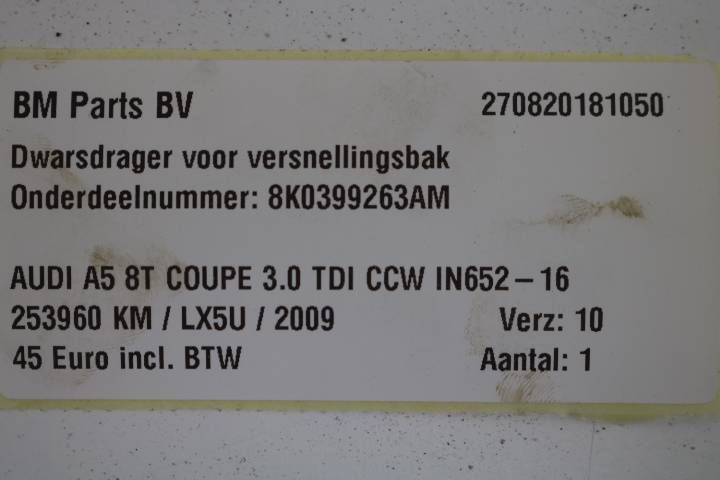 BM Parts BV 270820181050
Dwarsdrager voor versnellingsbak
Onderdeelnummer: 8K0399263AM
AUDI A5 8T COUPE 3.0 TDI CCW IN652-16
253960 KM / LX5U / 2009 Verz: 10
45 Euro incl. BTW Aantal: 1